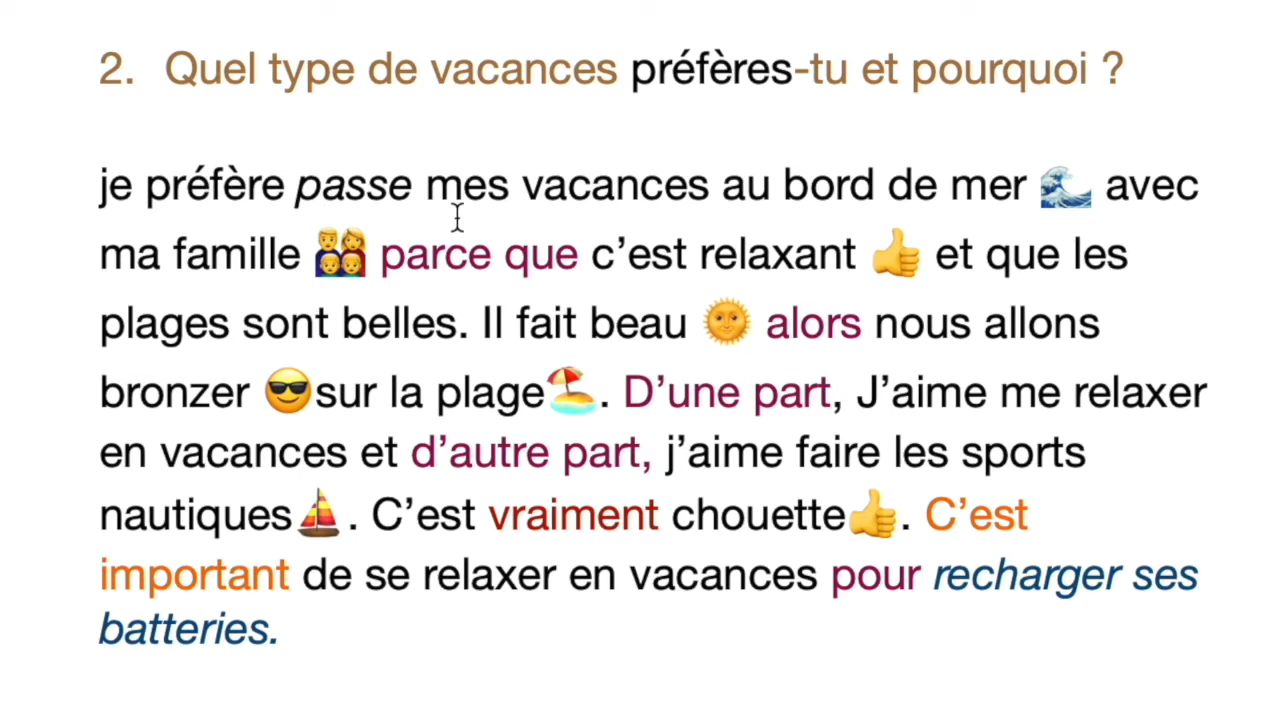 2. Quel type de vacances préfères-tu et pourquoi ?
je préfère passe mes vacances au bord de mer 🌊 avec
ma famille 👨‍👩‍👦‍👦 parce que c’est relaxant 👍 et que les
plages sont belles. Il fait beau 🌞 alors nous allons
bronzer 😎sur la plage🏖. D’une part, J’aime me relaxer
en vacances et d’autre part, j’aime faire les sports
nautiques⛵. C’est vraiment chouette👍. C’est
important de se relaxer en vacances pour recharger ses
batteries.